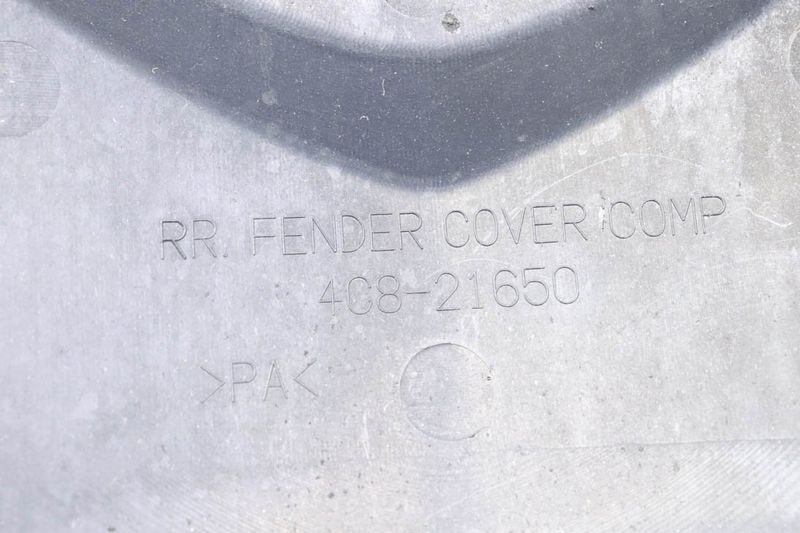 RR. FENDER COVER COMP
4C8-21650
>PA<